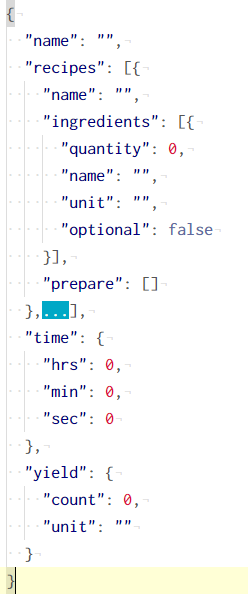 {
"name": "",
"recipes": [{
"name": "",
"ingredients": [{
"quantity": 0,
"name": "",
"unit": "",
"optional": false
}],
"prepare": []
},...],
"time": {
"hrs": 0,
"min": 0,
"sec": 0
},
"yield": {
"count": 0,
"unit": ""
}
}